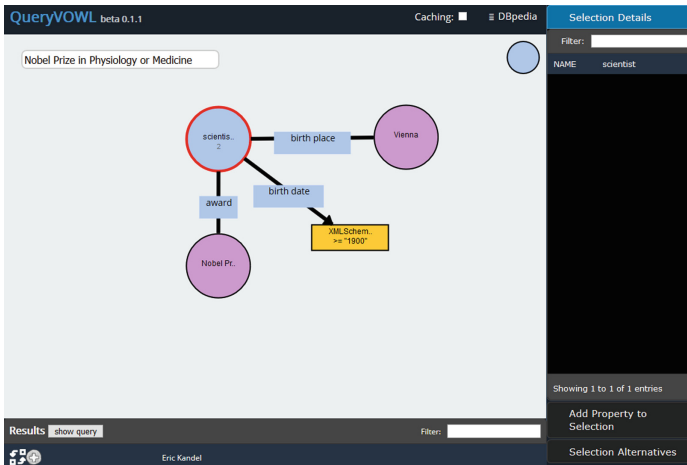 QueryVOWL beta 0.1.1
Caching:
≡ DBpedia
Selection Details
Nobel Prize in Physiology or Medicine
Filter:
NAME scientist
scientis..
2
birth place
Vienna
birth date
award
XMLSchem..
>= "1900"
Nobel Pr..
Showing 1 to 1 of 1 entries
Add Property to
Selection
Results show query
Filter:
Selection Alternatives
Eric Kandel